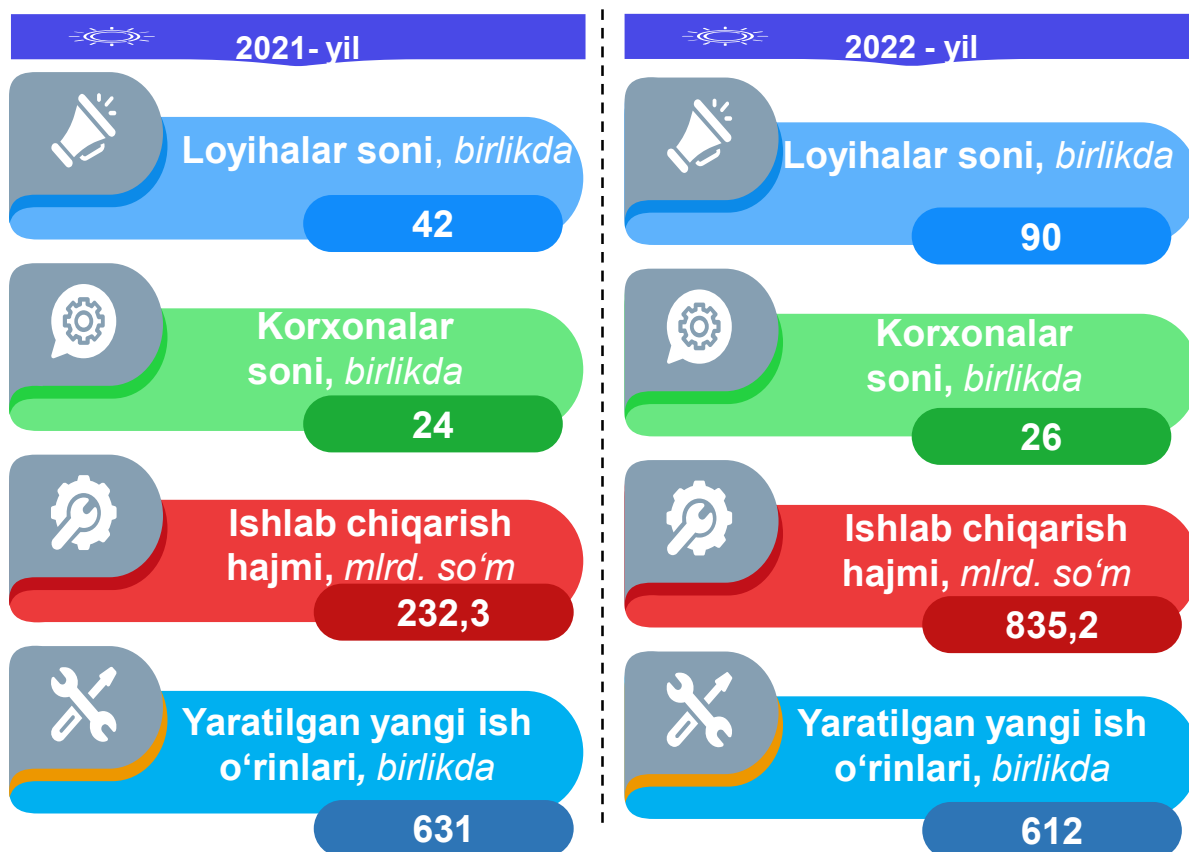 2021- yil
Loyihalar soni, birlikda
42
Korxonalar
soni, birlikda
24
Ishlab chiqarish
hajmi, mlrd. so‘m
232,3
Yaratilgan yangi ish
o‘rinlari, birlikda
631
2022 - yil
Loyihalar soni, birlikda
90
Korxonalar
soni, birlikda
26
Ishlab chiqarish
hajmi, mlrd. so‘m
835,2
Yaratilgan yangi ish
o‘rinlari, birlikda
612